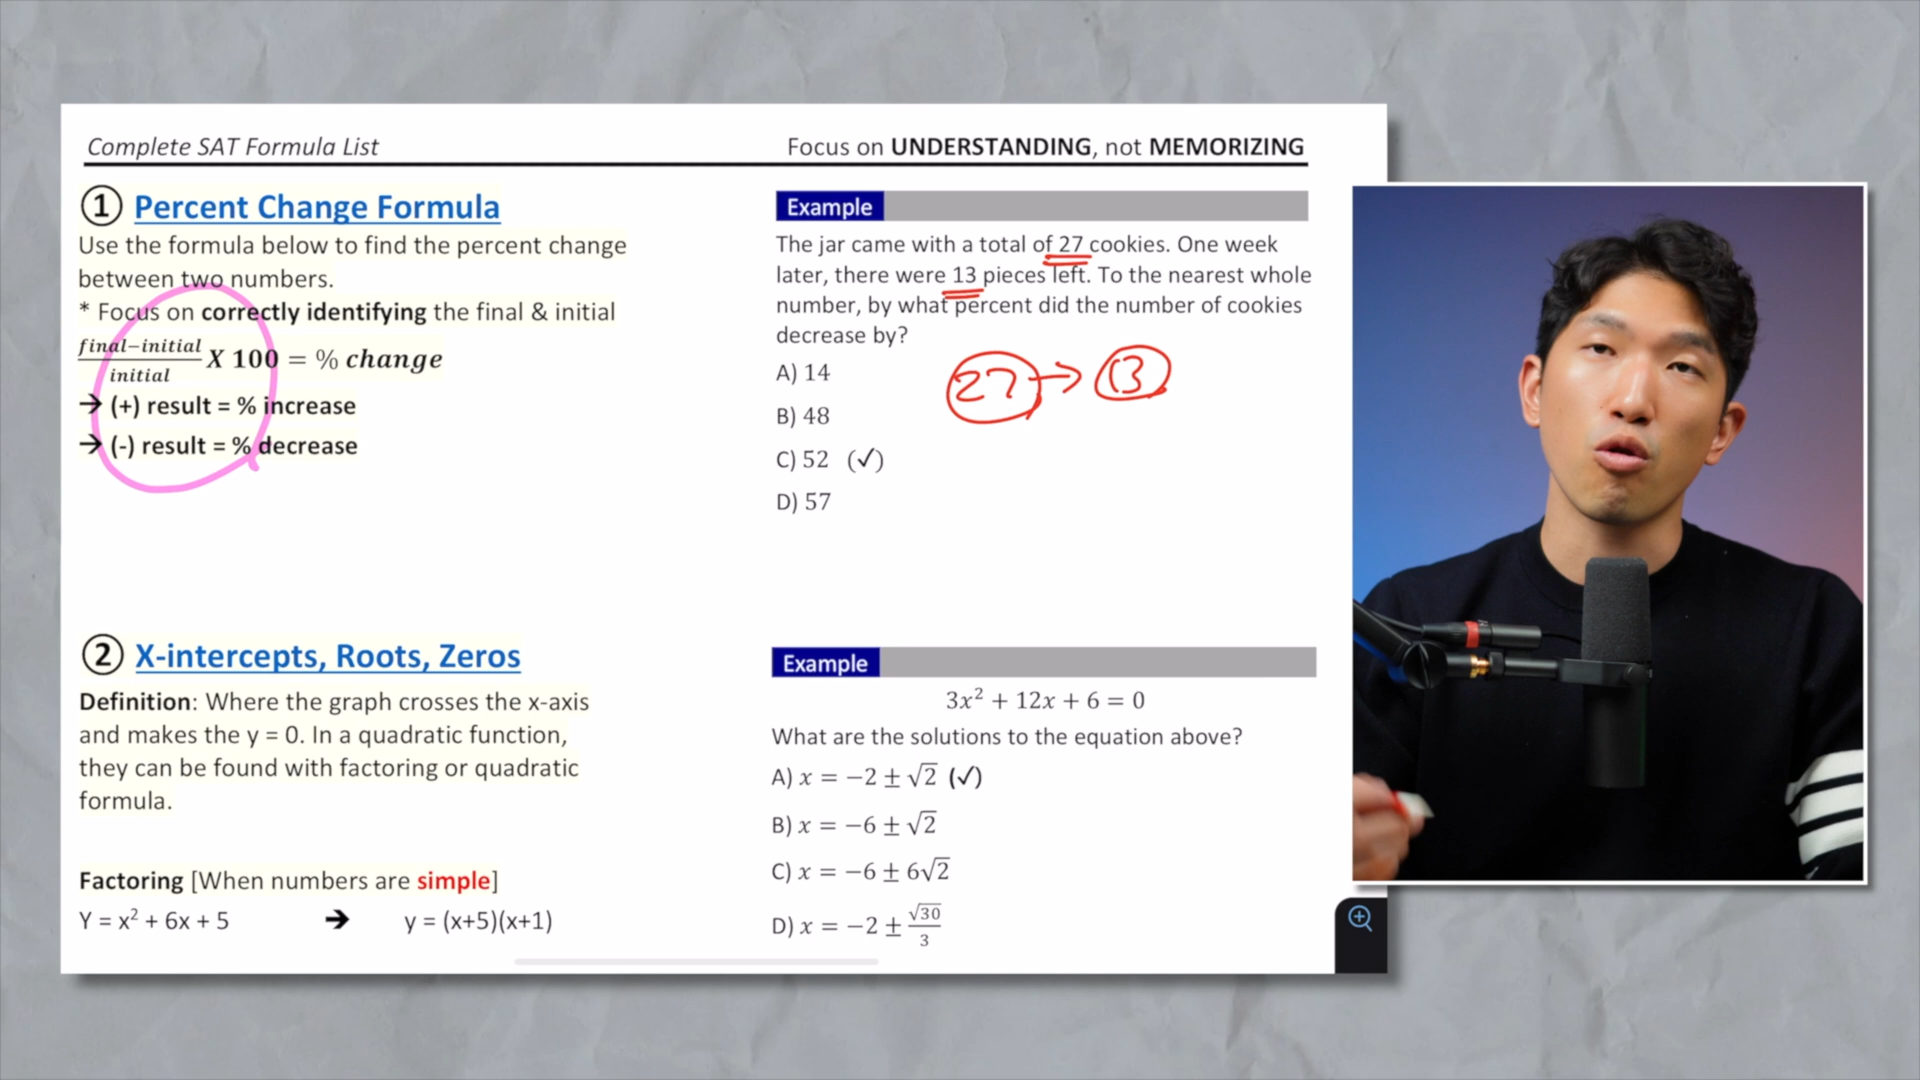 Complete SAT Formula List
Focus on UNDERSTANDING, not MEMORIZING
① Percent Change Formula
Use the formula below to find the percent change
between two numbers.
* Focus on correctly identifying the final & initial
final−initial/initial X 100 = % change
→ (+) result = % increase
→ (-) result = % decrease
Example
The jar came with a total of 27 cookies. One week
later, there were 13 pieces left. To the nearest whole
number, by what percent did the number of cookies
decrease by?
A) 14
B) 48
C) 52 (✓)
D) 57
27 → 13
② X-intercepts, Roots, Zeros
Definition: Where the graph crosses the x-axis
and makes the y = 0. In a quadratic function,
they can be found with factoring or quadratic
formula.
Factoring [When numbers are simple]
Y = x² + 6x + 5 → y = (x+5)(x+1)
Example
3x² + 12x + 6 = 0
What are the solutions to the equation above?
A) x = −2 ± √2 (✓)
B) x = −6 ± √2
C) x = −6 ± 6√2
D) x = −2 ± √30/3